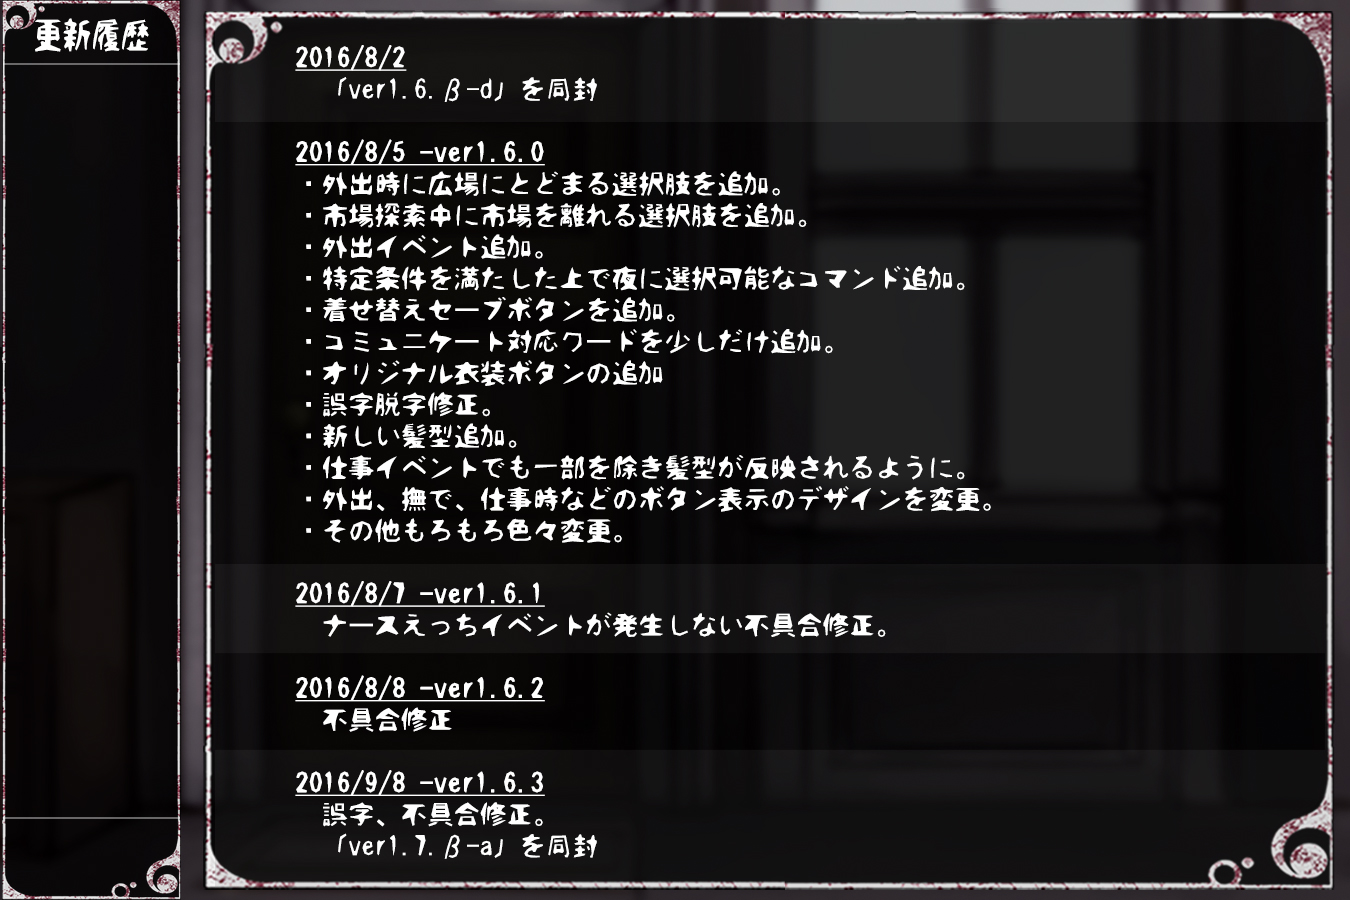 更新履歴
2016/8/2
「ver1.6.β-d」を同封
2016/8/5 -ver1.6.0
・外出時に広場にとどまる選択肢を追加。
・市場探索中に市場を離れる選択肢を追加。
・外出イベント追加。
・特定条件を満たした上で夜に選択可能なコマンド追加。
・着せ替えセーブボタンを追加。
・コミュニケート対応ワードを少しだけ追加。
・オリジナル衣装ボタンの追加
・誤字脱字修正。
・新しい髪型追加。
・仕事イベントでも一部を除き髪型が反映されるように。
・外出、撫で、仕事時などのボタン表示のデザインを変更。
・その他もろもろ色々変更。
2016/8/7 -ver1.6.1
ナースえっちイベントが発生しない不具合修正。
2016/8/8 -ver1.6.2
不具合修正
2016/9/8 -ver1.6.3
誤字、不具合修正。
「ver1.7.β-a」を同封